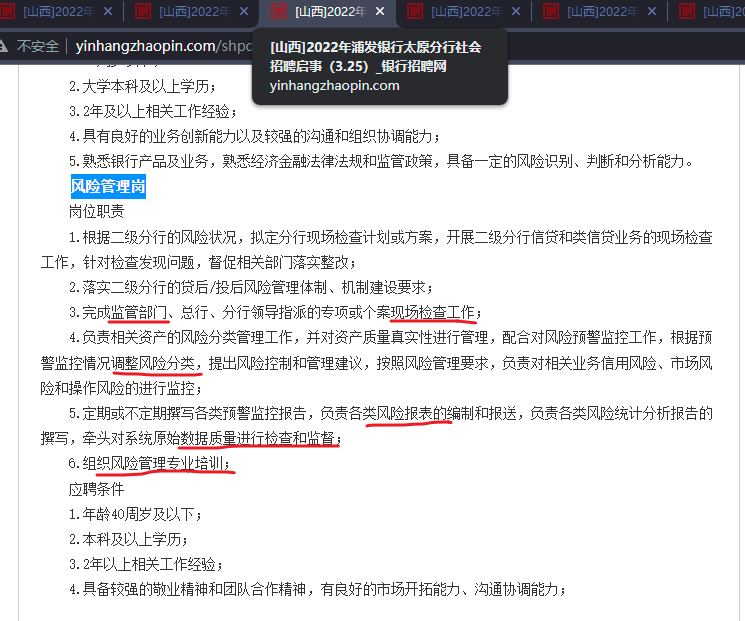 [山西]2022年
[山西]2022年
[山西]2022年
[山西]2022年
[山西]2022年
[山西]20
不安全
yinhangzhaopin.com/shpc
[山西]2022年浦发银行太原分行社会
招聘启事（3.25）_银行招聘网
yinhangzhaopin.com
2.大学本科及以上学历；
3.2年及以上相关工作经验；
4.具有良好的业务创新能力以及较强的沟通和组织协调能力；
5.熟悉银行产品及业务，熟悉经济金融法律法规和监管政策，具备一定的风险识别、判断和分析能力。
风险管理岗
岗位职责
1.根据二级分行的风险状况，拟定分行现场检查计划或方案，开展二级分行信贷和类信贷业务的现场检查
工作，针对检查发现问题，督促相关部门落实整改；
2.落实二级分行的贷后/投后风险管理体制、机制建设要求；
3.完成监管部门、总行、分行领导指派的专项或个案现场检查工作；
4.负责相关资产的风险分类管理工作，并对资产质量真实性进行管理，配合对风险预警监控工作，根据预
警监控情况调整风险分类，提出风险控制和管理建议，按照风险管理要求，负责对相关业务信用风险、市场风
险和操作风险的进行监控；
5.定期或不定期撰写各类预警监控报告，负责各类风险报表的编制和报送，负责各类风险统计分析报告的
撰写，牵头对系统原始数据质量进行检查和监督；
6.组织风险管理专业培训；
应聘条件
1.年龄40周岁及以下；
2.本科及以上学历；
3.2年以上相关工作经验；
4.具备较强的敬业精神和团队合作精神，有良好的市场开拓能力、沟通协调能力；